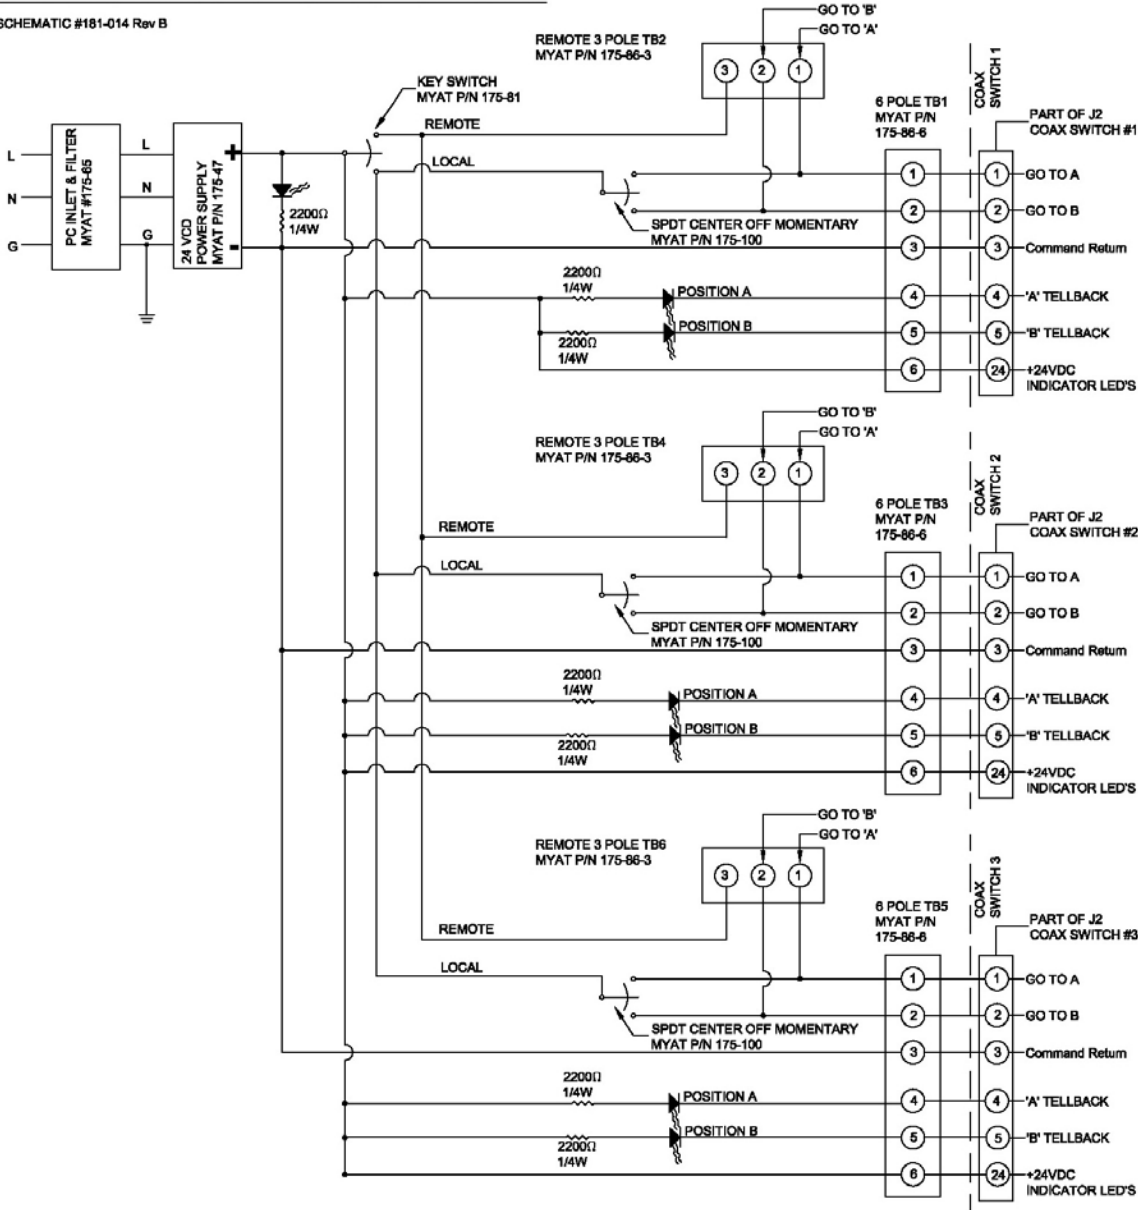 SCHEMATIC #181-014 Rev B
GO TO 'B'
GO TO 'A'
REMOTE 3 POLE TB2
MYAT P/N 175-86-3
3 2 1
KEY SWITCH
MYAT P/N 175-81
REMOTE
LOCAL
6 POLE TB1
MYAT P/N
175-86-6
COAX
SWITCH 1
PART OF J2
COAX SWITCH #1
L
N
G
PC INLET & FILTER
MYAT #175-65
L
N
G
24 VCD
POWER SUPPLY
MYAT P/N 175-47
+
-
2200Ω
1/4W
SPDT CENTER OFF MOMENTARY
MYAT P/N 175-100
1 1 GO TO A
2 2 GO TO B
3 3 Command Return
2200Ω
1/4W
POSITION A
4 4 'A' TELLBACK
POSITION B
2200Ω
1/4W
5 5 'B' TELLBACK
6 24 +24VDC
INDICATOR LED'S
GO TO 'B'
GO TO 'A'
REMOTE 3 POLE TB4
MYAT P/N 175-86-3
3 2 1
REMOTE
LOCAL
6 POLE TB3
MYAT P/N
175-86-6
COAX
SWITCH 2
PART OF J2
COAX SWITCH #2
SPDT CENTER OFF MOMENTARY
MYAT P/N 175-100
1 1 GO TO A
2 2 GO TO B
3 3 Command Return
2200Ω
1/4W
POSITION A
4 4 'A' TELLBACK
POSITION B
2200Ω
1/4W
5 5 'B' TELLBACK
6 24 +24VDC
INDICATOR LED'S
GO TO 'B'
GO TO 'A'
REMOTE 3 POLE TB6
MYAT P/N 175-86-3
3 2 1
REMOTE
LOCAL
6 POLE TB5
MYAT P/N
175-86-6
COAX
SWITCH 3
PART OF J2
COAX SWITCH #3
SPDT CENTER OFF MOMENTARY
MYAT P/N 175-100
1 1 GO TO A
2 2 GO TO B
3 3 Command Return
2200Ω
1/4W
POSITION A
4 4 'A' TELLBACK
POSITION B
2200Ω
1/4W
5 5 'B' TELLBACK
6 24 +24VDC
INDICATOR LED'S